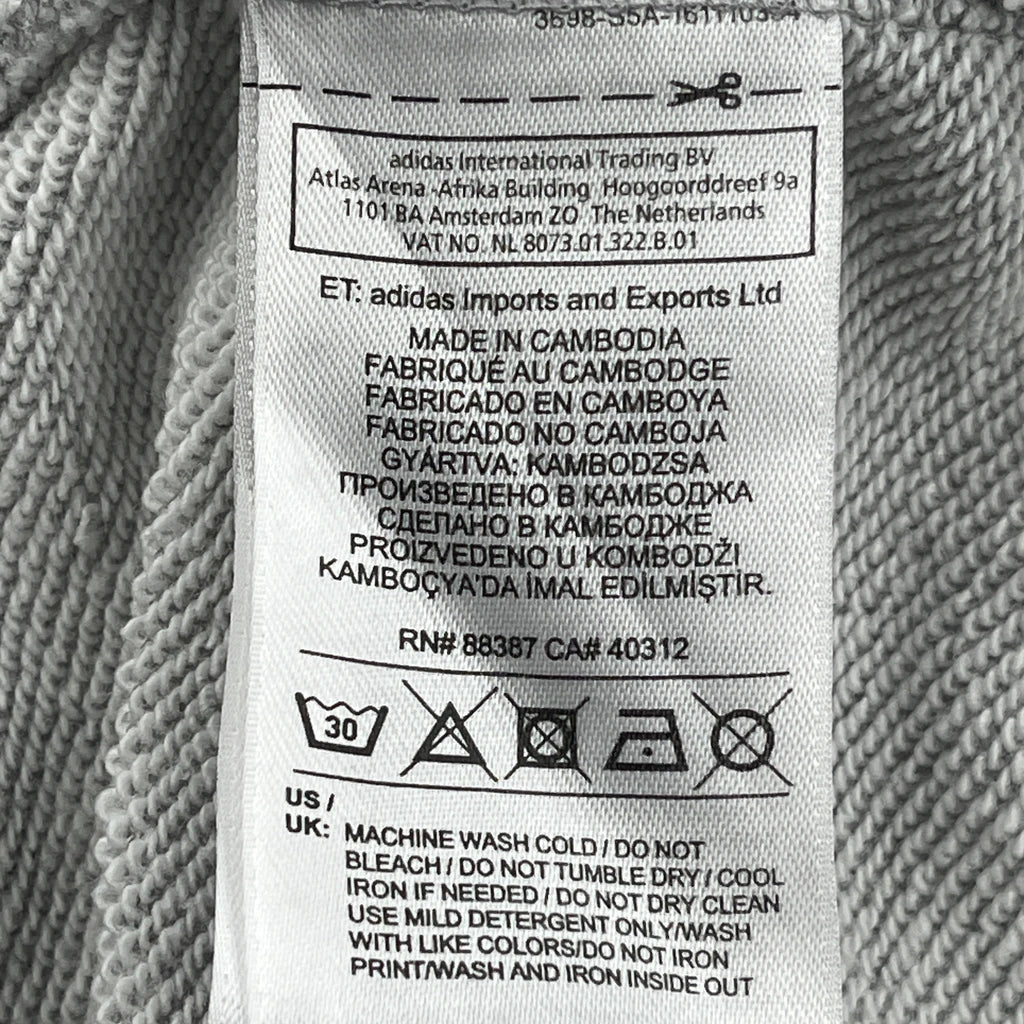 adidas International Trading BV
Atlas Arena -Afrika Building Hoogoorddreef 9a
1101 BA Amsterdam ZO The Netherlands
VAT NO. NL 8073.01.322.B.01
ET: adidas Imports and Exports Ltd
MADE IN CAMBODIA
FABRIQUÉ AU CAMBODGE
FABRICADO EN CAMBOYA
FABRICADO NO CAMBOJA
GYÁRTVA: KAMBODZSA
ПРОИЗВЕДЕНО В КАМБОДЖА
СДЕЛАНО В КАМБОДЖЕ
PROIZVEDENO U KOMBODŽI
KAMBOÇYA'DA İMAL EDİLMİŞTİR.
RN# 88387 CA# 40312
30
US /
UK: MACHINE WASH COLD / DO NOT
BLEACH / DO NOT TUMBLE DRY / COOL
IRON IF NEEDED / DO NOT DRY CLEAN
USE MILD DETERGENT ONLY/WASH
WITH LIKE COLORS/DO NOT IRON
PRINT/WASH AND IRON INSIDE OUT